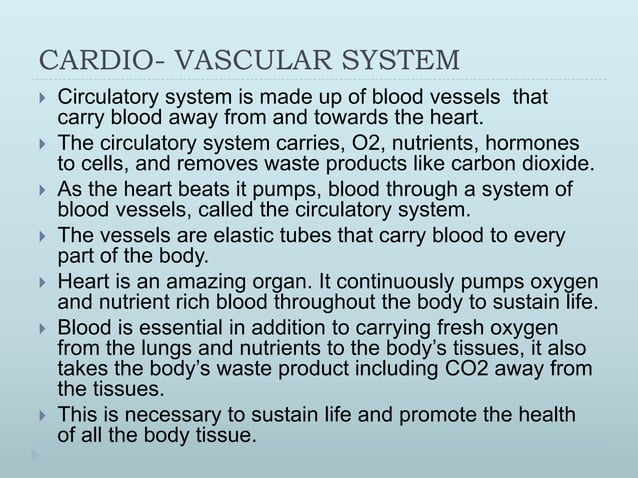 CARDIO- VASCULAR SYSTEM
Circulatory system is made up of blood vessels that
carry blood away from and towards the heart.
The circulatory system carries, O2, nutrients, hormones
to cells, and removes waste products like carbon dioxide.
As the heart beats it pumps, blood through a system of
blood vessels, called the circulatory system.
The vessels are elastic tubes that carry blood to every
part of the body.
Heart is an amazing organ. It continuously pumps oxygen
and nutrient rich blood throughout the body to sustain life.
Blood is essential in addition to carrying fresh oxygen
from the lungs and nutrients to the body’s tissues, it also
takes the body’s waste product including CO2 away from
the tissues.
This is necessary to sustain life and promote the health
of all the body tissue.